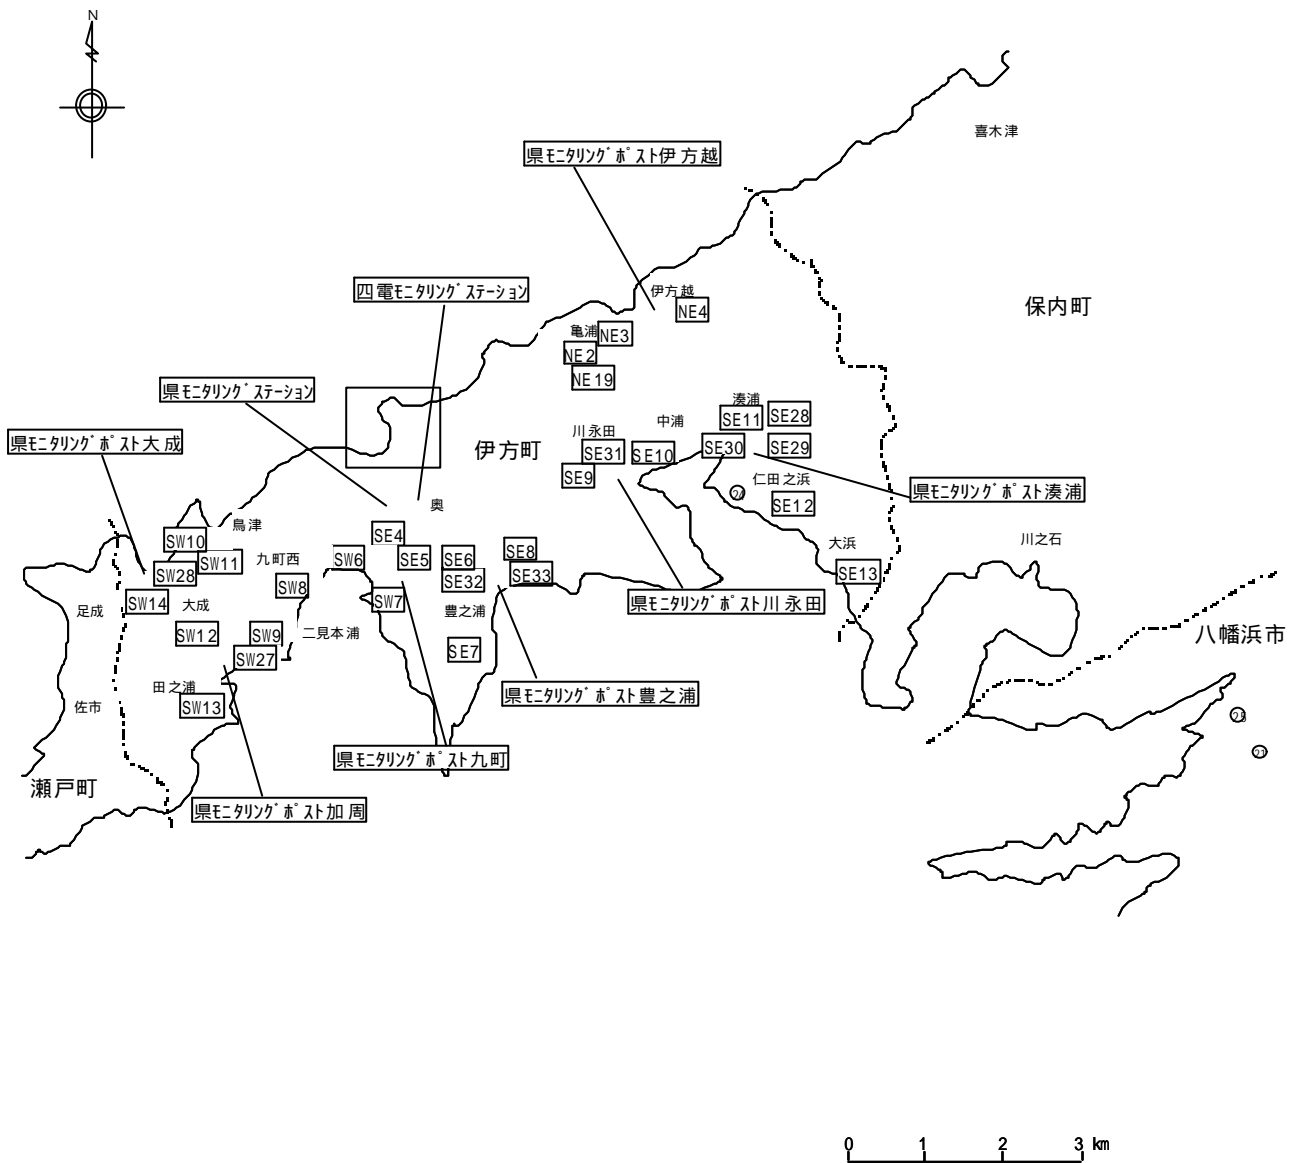 N
喜木津
県モニタリングポスト伊方越
四電モニタリングステーション
伊方越
NE4
保内町
亀浦
NE3
NE2
NE19
県モニタリングステーション
湊浦
SE11
SE28
中浦
川永田
県モニタリングポスト大成
伊方町
SE31
SE10
SE30
SE29
SE9
仁田之浜
県モニタリングポスト湊浦
24
SE12
奥
鳥津
SW10
SE4
川之石
九町西
SW6
SE5
SE6
SE8
大浜
SW11
SW28
SW8
SE32
SE33
SE13
SW14
大成
SW7
県モニタリングポスト川永田
足成
豊之浦
SW12
SW9
二見本浦
八幡浜市
SE7
SW27
田之浦
県モニタリングポスト豊之浦
佐市
SW13
25
県モニタリングポスト九町
21
瀬戸町
県モニタリングポスト加周
0 1 2 3 km